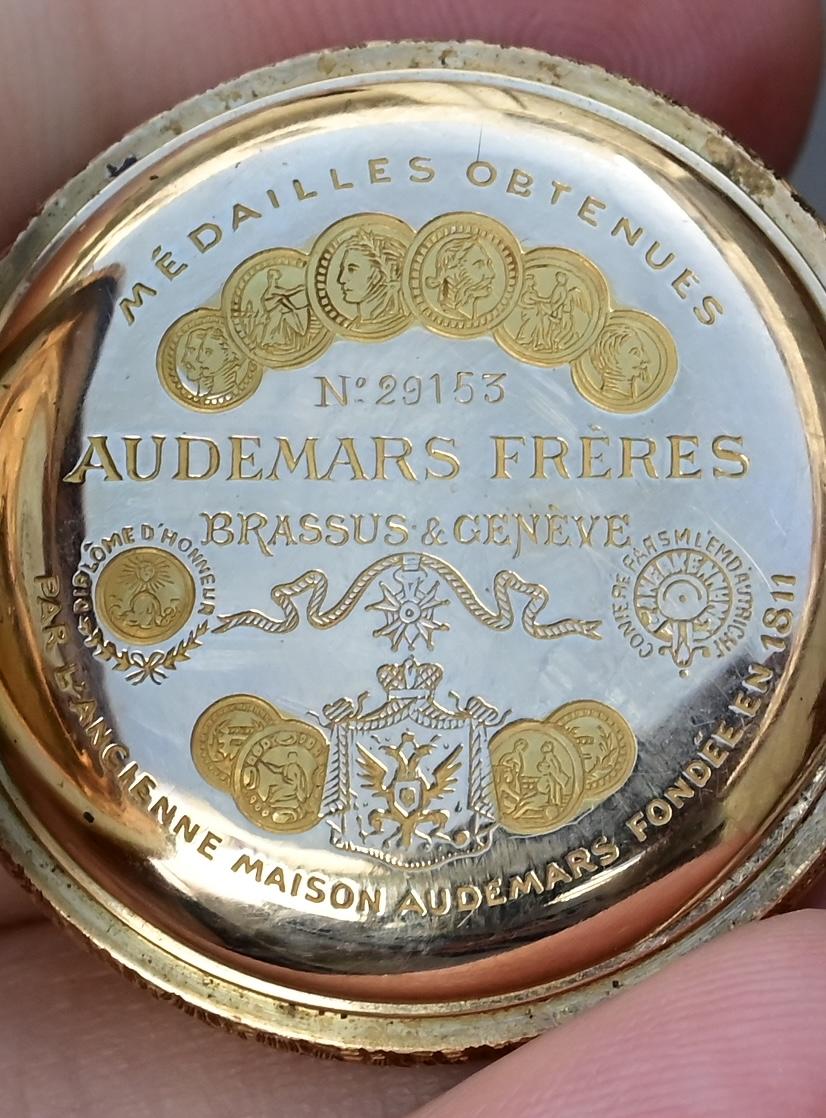 MÉDAILLES OBTENUES
Nº 29153
AUDEMARS FRÈRES
BRASSUS & GENÈVE
DIPLÔME D'HONNEUR
PAR L'ANCIENNE MAISON AUDEMARS FONDÉE EN 1811